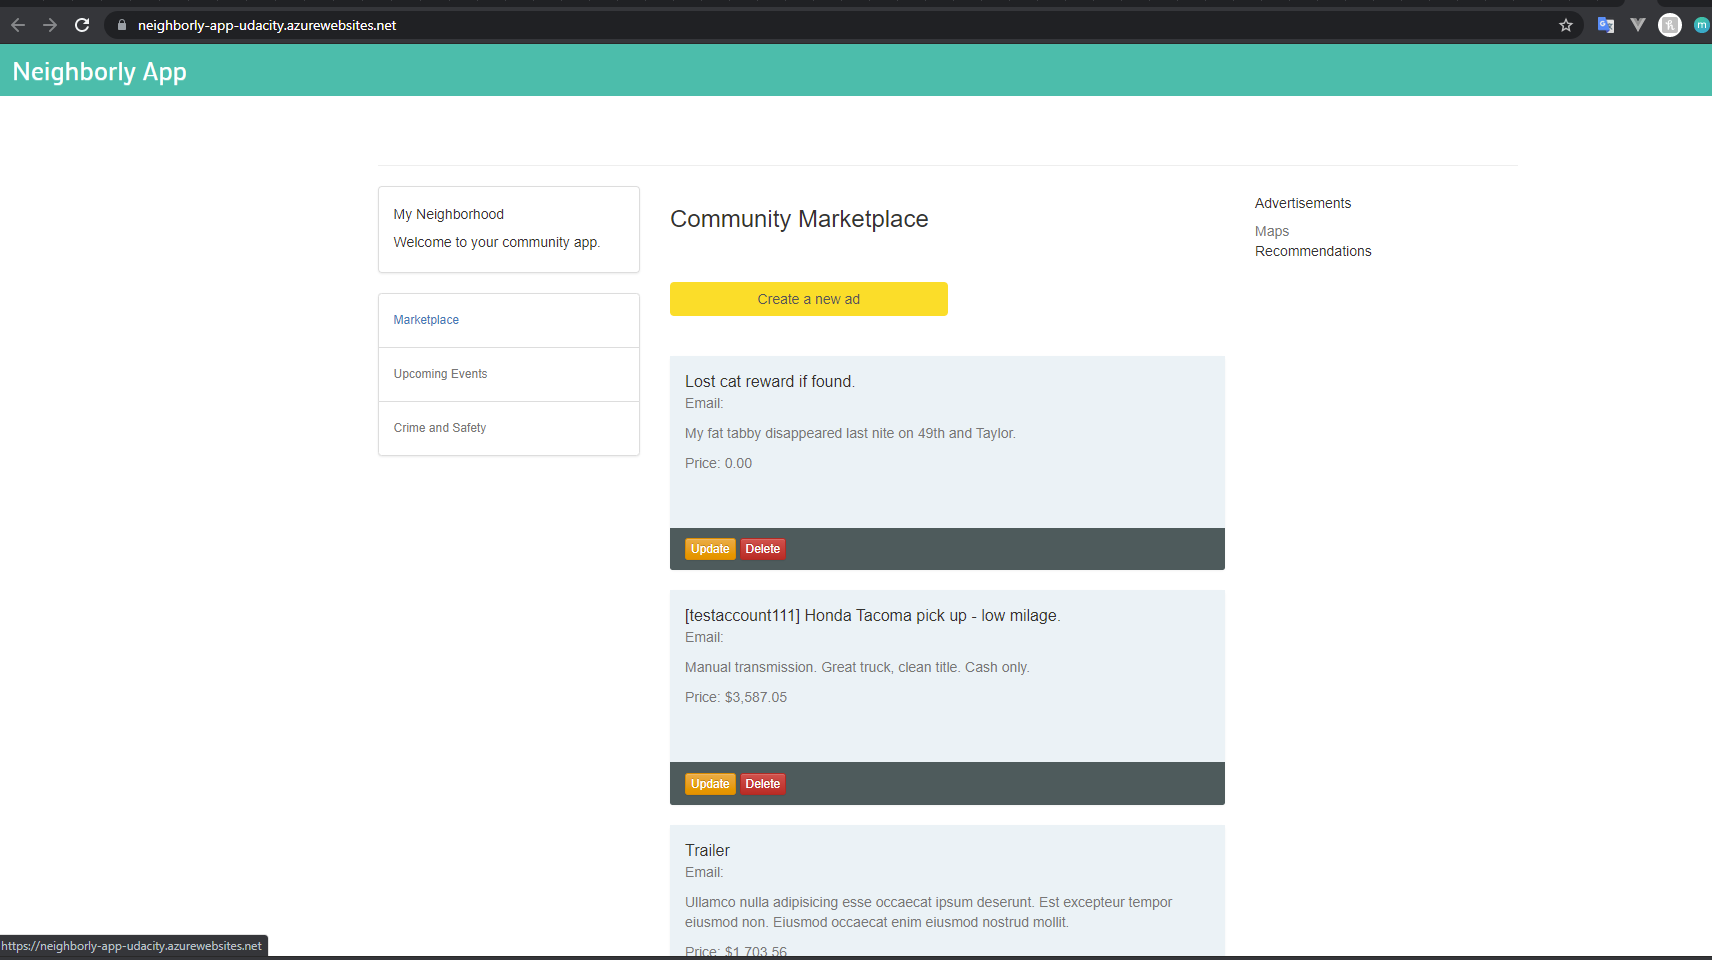 neighborly-app-udacity.azurewebsites.net
Neighborly App
My Neighborhood
Welcome to your community app.
Marketplace
Upcoming Events
Crime and Safety
Community Marketplace
Create a new ad
Lost cat reward if found.
Email:
My fat tabby disappeared last nite on 49th and Taylor.
Price: 0.00
Update Delete
[testaccount111] Honda Tacoma pick up - low milage.
Email:
Manual transmission. Great truck, clean title. Cash only.
Price: $3,587.05
Update Delete
Trailer
Email:
Ullamco nulla adipisicing esse occaecat ipsum deserunt. Est excepteur tempor
eiusmod non. Eiusmod occaecat enim eiusmod nostrud mollit.
Price: $1,703.56
Advertisements
Maps
Recommendations
https://neighborly-app-udacity.azurewebsites.net